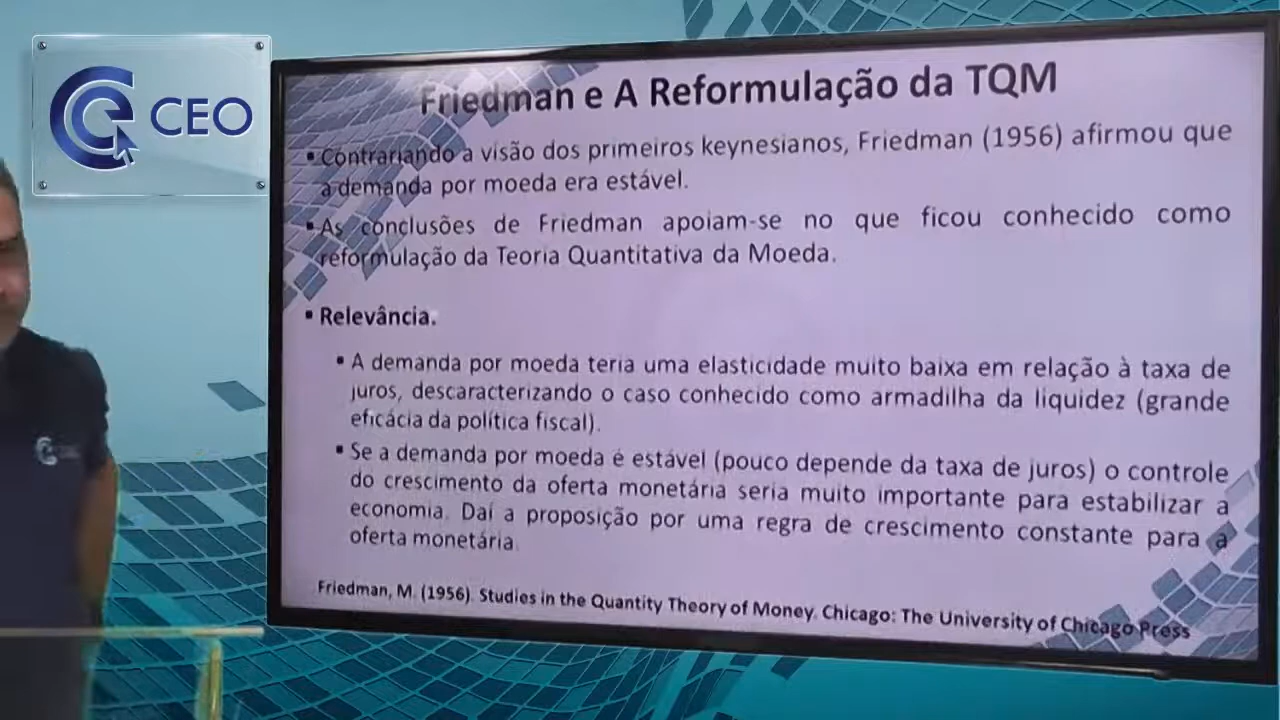 CEO
Friedman e A Reformulação da TQM
▪ Contrariando a visão dos primeiros keynesianos, Friedman (1956) afirmou que
a demanda por moeda era estável.
▪ As conclusões de Friedman apoiam-se no que ficou conhecido como
reformulação da Teoria Quantitativa da Moeda.
▪ Relevância.
▪ A demanda por moeda teria uma elasticidade muito baixa em relação à taxa de
juros, descaracterizando o caso conhecido como armadilha da liquidez (grande
eficácia da política fiscal).
▪ Se a demanda por moeda é estável (pouco depende da taxa de juros) o controle
do crescimento da oferta monetária seria muito importante para estabilizar a
economia. Daí a proposição por uma regra de crescimento constante para a
oferta monetária.
Friedman, M. (1956). Studies in the Quantity Theory of Money. Chicago: The University of Chicago Press